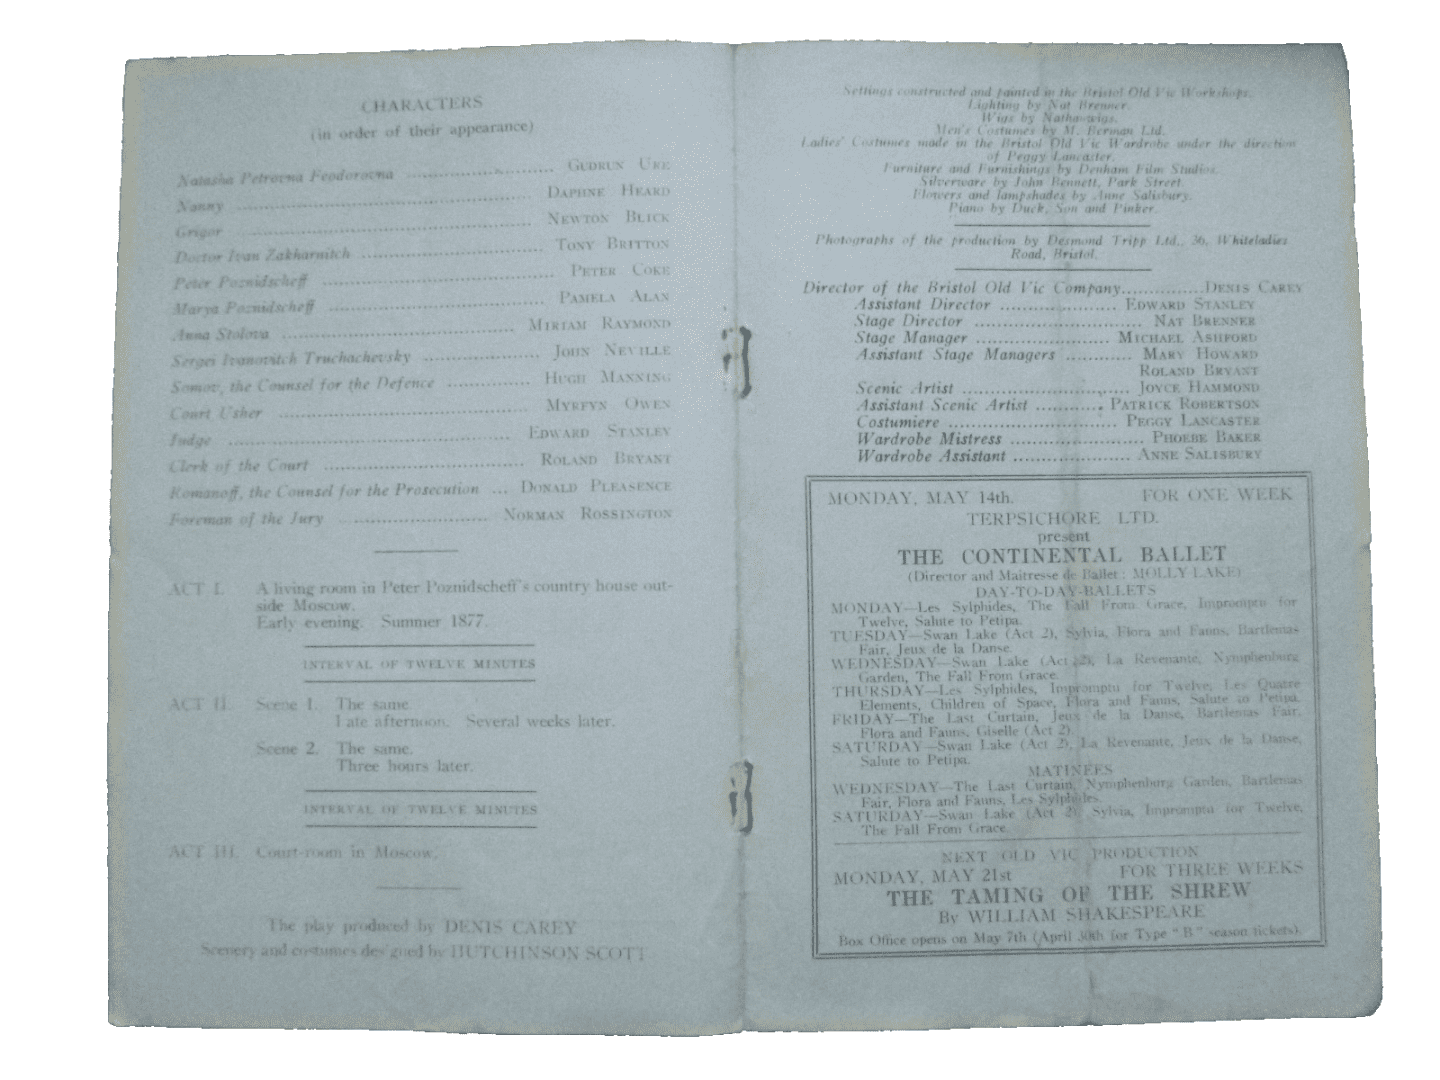 CHARACTERS
(in order of their appearance)
Natasha Petrovna Feodorovna ........................ GUDRUN URE
Nanny ........................ DAPHNE HEARD
Grigor ........................ NEWTON BLICK
Doctor Ivan Zakharnitch ........................ TONY BRITTON
Peter Poznidscheff ........................ PETER COKE
Marya Poznidscheff ........................ PAMELA ALAN
Anna Stolova ........................ MIRIAM RAYMOND
Sergei Ivanovitch Truchachevsky ........................ JOHN NEVILLE
Somov, the Counsel for the Defence ............ HUGH MANNING
Court Usher ........................ MYRFYN OWEN
Judge ........................ EDWARD STANLEY
Clerk of the Court ........................ ROLAND BRYANT
Romanoff, the Counsel for the Prosecution ... DONALD PLEASENCE
Foreman of the Jury ........................ NORMAN ROSSINGTON
ACT I. A living room in Peter Poznidscheff's country house out-
side Moscow.
Early evening. Summer 1877.
INTERVAL OF TWELVE MINUTES
ACT II. Scene 1. The same.
Late afternoon. Several weeks later.
Scene 2. The same.
Three hours later.
INTERVAL OF TWELVE MINUTES
ACT III. Court-room in Moscow.
The play produced by DENIS CAREY
Scenery and costumes designed by HUTCHINSON SCOTT
Settings constructed and painted in the Bristol Old Vic Workshops.
Lighting by Nat Brenner.
Wigs by Nathanwigs.
Men's Costumes by M. Berman Ltd.
Ladies' Costumes made in the Bristol Old Vic Wardrobe under the direction
of Peggy Lancaster.
Furniture and Furnishings by Denham Film Studios.
Silverware by John Bennett, Park Street.
Flowers and lampshades by Anne Salisbury.
Piano by Duck, Son and Pinker.
Photographs of the production by Desmond Tripp Ltd., 36, Whiteladies
Road, Bristol.
Director of the Bristol Old Vic Company..............DENIS CAREY
Assistant Director .................... EDWARD STANLEY
Stage Director ............................ NAT BRENNER
Stage Manager ........................ MICHAEL ASHFORD
Assistant Stage Managers ............ MARY HOWARD
ROLAND BRYANT
Scenic Artist ............................ JOYCE HAMMOND
Assistant Scenic Artist ............ PATRICK ROBERTSON
Costumiere ............................ PEGGY LANCASTER
Wardrobe Mistress ........................ PHOEBE BAKER
Wardrobe Assistant .................... ANNE SALISBURY
MONDAY, MAY 14th. FOR ONE WEEK
TERPSICHORE LTD.
present
THE CONTINENTAL BALLET
(Director and Maitresse de Ballet : MOLLY LAKE)
DAY-TO-DAY-BALLETS
MONDAY—Les Sylphides, The Fall From Grace, Impromptu for
Twelve, Salute to Petipa.
TUESDAY—Swan Lake (Act 2), Sylvia, Flora and Fauns, Bartlemas
Fair, Jeux de la Danse.
WEDNESDAY—Swan Lake (Act 2), La Revenante, Nymphenburg
Garden, The Fall From Grace.
THURSDAY—Les Sylphides, Impromptu for Twelve, Les Quatre
Elements, Children of Space, Flora and Fauns, Salute to Petipa.
FRIDAY—The Last Curtain, Jeux de la Danse, Bartlemas Fair,
Flora and Fauns, Giselle (Act 2).
SATURDAY—Swan Lake (Act 2), La Revenante, Jeux de la Danse,
Salute to Petipa.
MATINEES
WEDNESDAY—The Last Curtain, Nymphenburg Garden, Bartlemas
Fair, Flora and Fauns, Les Sylphides.
SATURDAY—Swan Lake (Act 2), Sylvia, Impromptu for Twelve,
The Fall From Grace.
NEXT OLD VIC PRODUCTION
MONDAY, MAY 21st FOR THREE WEEKS
THE TAMING OF THE SHREW
By WILLIAM SHAKESPEARE
Box Office opens on May 7th (April 30th for Type "B" season tickets).